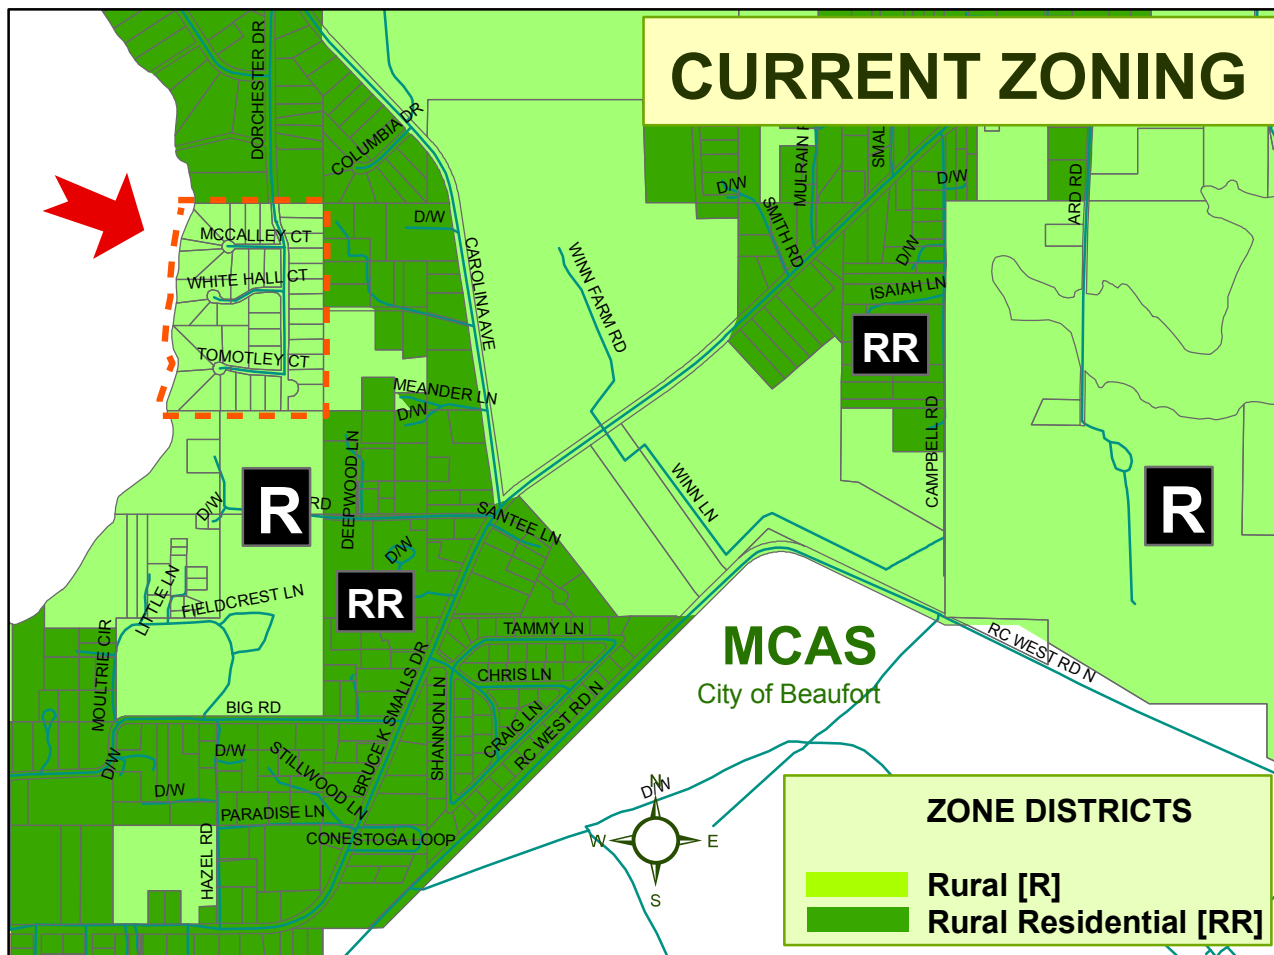 CURRENT ZONING
DORCHESTER DR
COLUMBIA DR
MULRAIN
SMAL
D/W
D/W
ARD RD
SMITH RD
D/W
MCCALLEY CT
D/W
CAROLINA AVE
WINN FARM RD
D/W
WHITE HALL CT
ISAIAH LN
RR
TOMOTLEY CT
MEANDER LN
D/W
CAMPBELL RD
DEEPWOOD LN
WINN LN
R
RD
D/W
SANTEE LN
R
D/W
LITTLE LN
FIELDCREST LN
RR
TAMMY LN
MCAS
City of Beaufort
RC WEST RD N
MOULTRIE CIR
CHRIS LN
SHANNON LN
CRAIG LN
RC WEST RD N
BIG RD
BRUCE K SMALLS DR
D/W
D/W
STILLWOOD LN
D/W
PARADISE LN
CONESTOGA LOOP
HAZEL RD
D/W
N
W
E
S
ZONE DISTRICTS
Rural [R]
Rural Residential [RR]